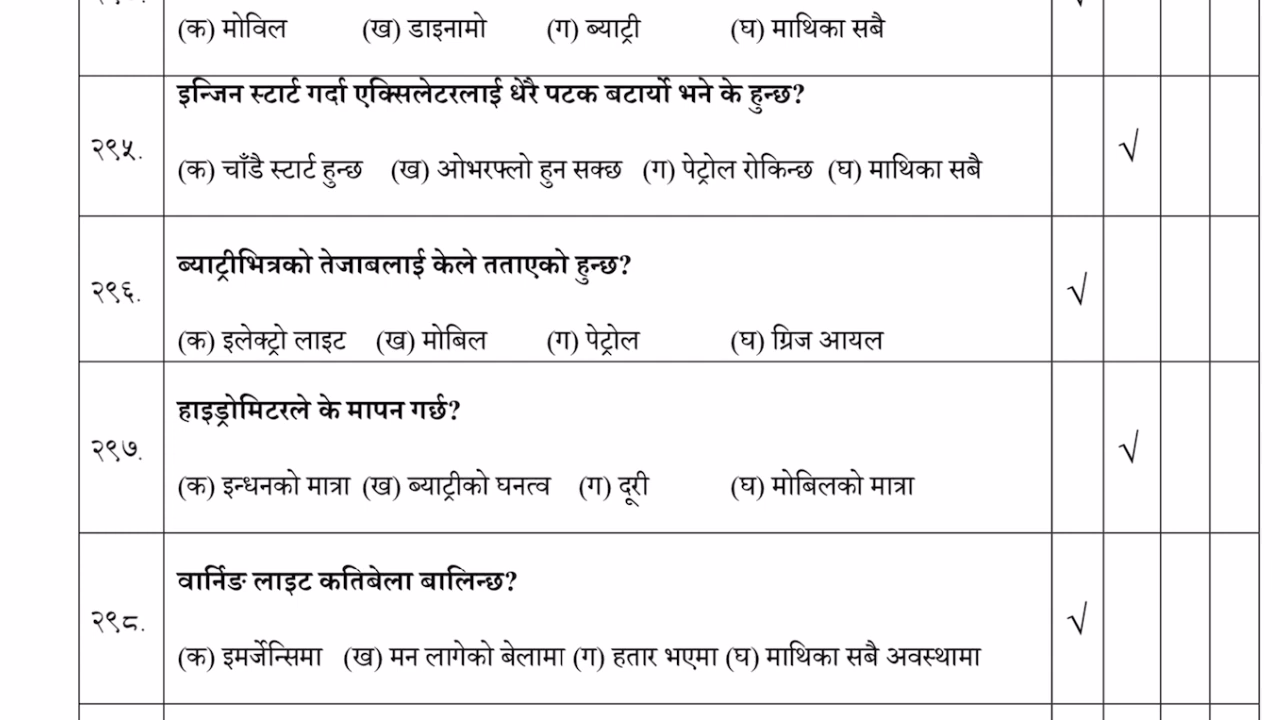 (क) मोविल (ख) डाइनामो (ग) ब्याट्री (घ) माथिका सबै
इन्जिन स्टार्ट गर्दा एक्सिलेटरलाई धेरै पटक बटार्यो भने के हुन्छ?
२९५.
√
(क) चाँडै स्टार्ट हुन्छ (ख) ओभरफ्लो हुन सक्छ (ग) पेट्रोल रोकिन्छ (घ) माथिका सबै
ब्याट्रीभित्रको तेजाबलाई केले तताएको हुन्छ?
२९६.
√
(क) इलेक्ट्रो लाइट (ख) मोबिल (ग) पेट्रोल (घ) ग्रिज आयल
हाइड्रोमिटरले के मापन गर्छ?
२९७.
√
(क) इन्धनको मात्रा (ख) ब्याट्रीको घनत्व (ग) दूरी (घ) मोबिलको मात्रा
वार्निङ लाइट कतिबेला बालिन्छ?
२९८.
√
(क) इमर्जेन्सिमा (ख) मन लागेको बेलामा (ग) हतार भएमा (घ) माथिका सबै अवस्थामा